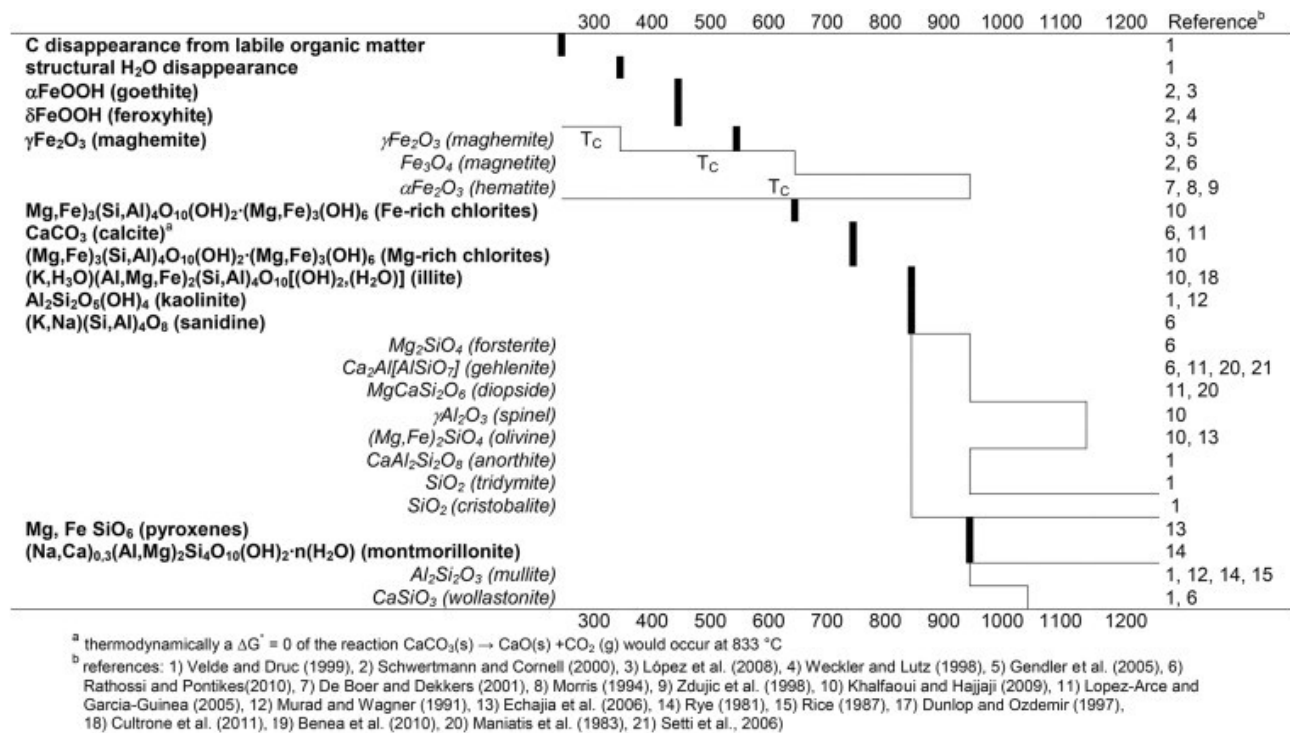 300 400 500 600 700 800 900 1000 1100 1200 Referenceᵇ
C disappearance from labile organic matter 1
structural H₂O disappearance 1
αFeOOH (goethite) 2, 3
δFeOOH (feroxyhite) 2, 4
γFe₂O₃ (maghemite) γFe₂O₃ (maghemite) T_C 3, 5
Fe₃O₄ (magnetite) T_C 2, 6
αFe₂O₃ (hematite) T_C 7, 8, 9
Mg,Fe)₃(Si,Al)₄O₁₀(OH)₂·(Mg,Fe)₃(OH)₆ (Fe-rich chlorites) 10
CaCO₃ (calcite)ᵃ 6, 11
(Mg,Fe)₃(Si,Al)₄O₁₀(OH)₂·(Mg,Fe)₃(OH)₆ (Mg-rich chlorites) 10
(K,H₃O)(Al,Mg,Fe)₂(Si,Al)₄O₁₀[(OH)₂,(H₂O)] (illite) 10, 18
Al₂Si₂O₅(OH)₄ (kaolinite) 1, 12
(K,Na)(Si,Al)₄O₈ (sanidine) 6
Mg₂SiO₄ (forsterite) 6
Ca₂Al[AlSiO₇] (gehlenite) 6, 11, 20, 21
MgCaSi₂O₆ (diopside) 11, 20
γAl₂O₃ (spinel) 10
(Mg,Fe)₂SiO₄ (olivine) 10, 13
CaAl₂Si₂O₈ (anorthite) 1
SiO₂ (tridymite) 1
SiO₂ (cristobalite) 1
Mg, Fe SiO₆ (pyroxenes) 13
(Na,Ca)₀,₃(Al,Mg)₂Si₄O₁₀(OH)₂·n(H₂O) (montmorillonite) 14
Al₂Si₂O₃ (mullite) 1, 12, 14, 15
CaSiO₃ (wollastonite) 1, 6
300 400 500 600 700 800 900 1000 1100 1200
ᵃ thermodynamically a ΔG° = 0 of the reaction CaCO₃(s) → CaO(s) +CO₂ (g) would occur at 833 °C
ᵇ references: 1) Velde and Druc (1999), 2) Schwertmann and Cornell (2000), 3) López et al. (2008), 4) Weckler and Lutz (1998), 5) Gendler et al. (2005), 6)
Rathossi and Pontikes(2010), 7) De Boer and Dekkers (2001), 8) Morris (1994), 9) Zdujic et al. (1998), 10) Khalfaoui and Hajjaji (2009), 11) Lopez-Arce and
Garcia-Guinea (2005), 12) Murad and Wagner (1991), 13) Echajia et al. (2006), 14) Rye (1981), 15) Rice (1987), 17) Dunlop and Ozdemir (1997),
18) Cultrone et al. (2011), 19) Benea et al. (2010), 20) Maniatis et al. (1983), 21) Setti et al., 2006)